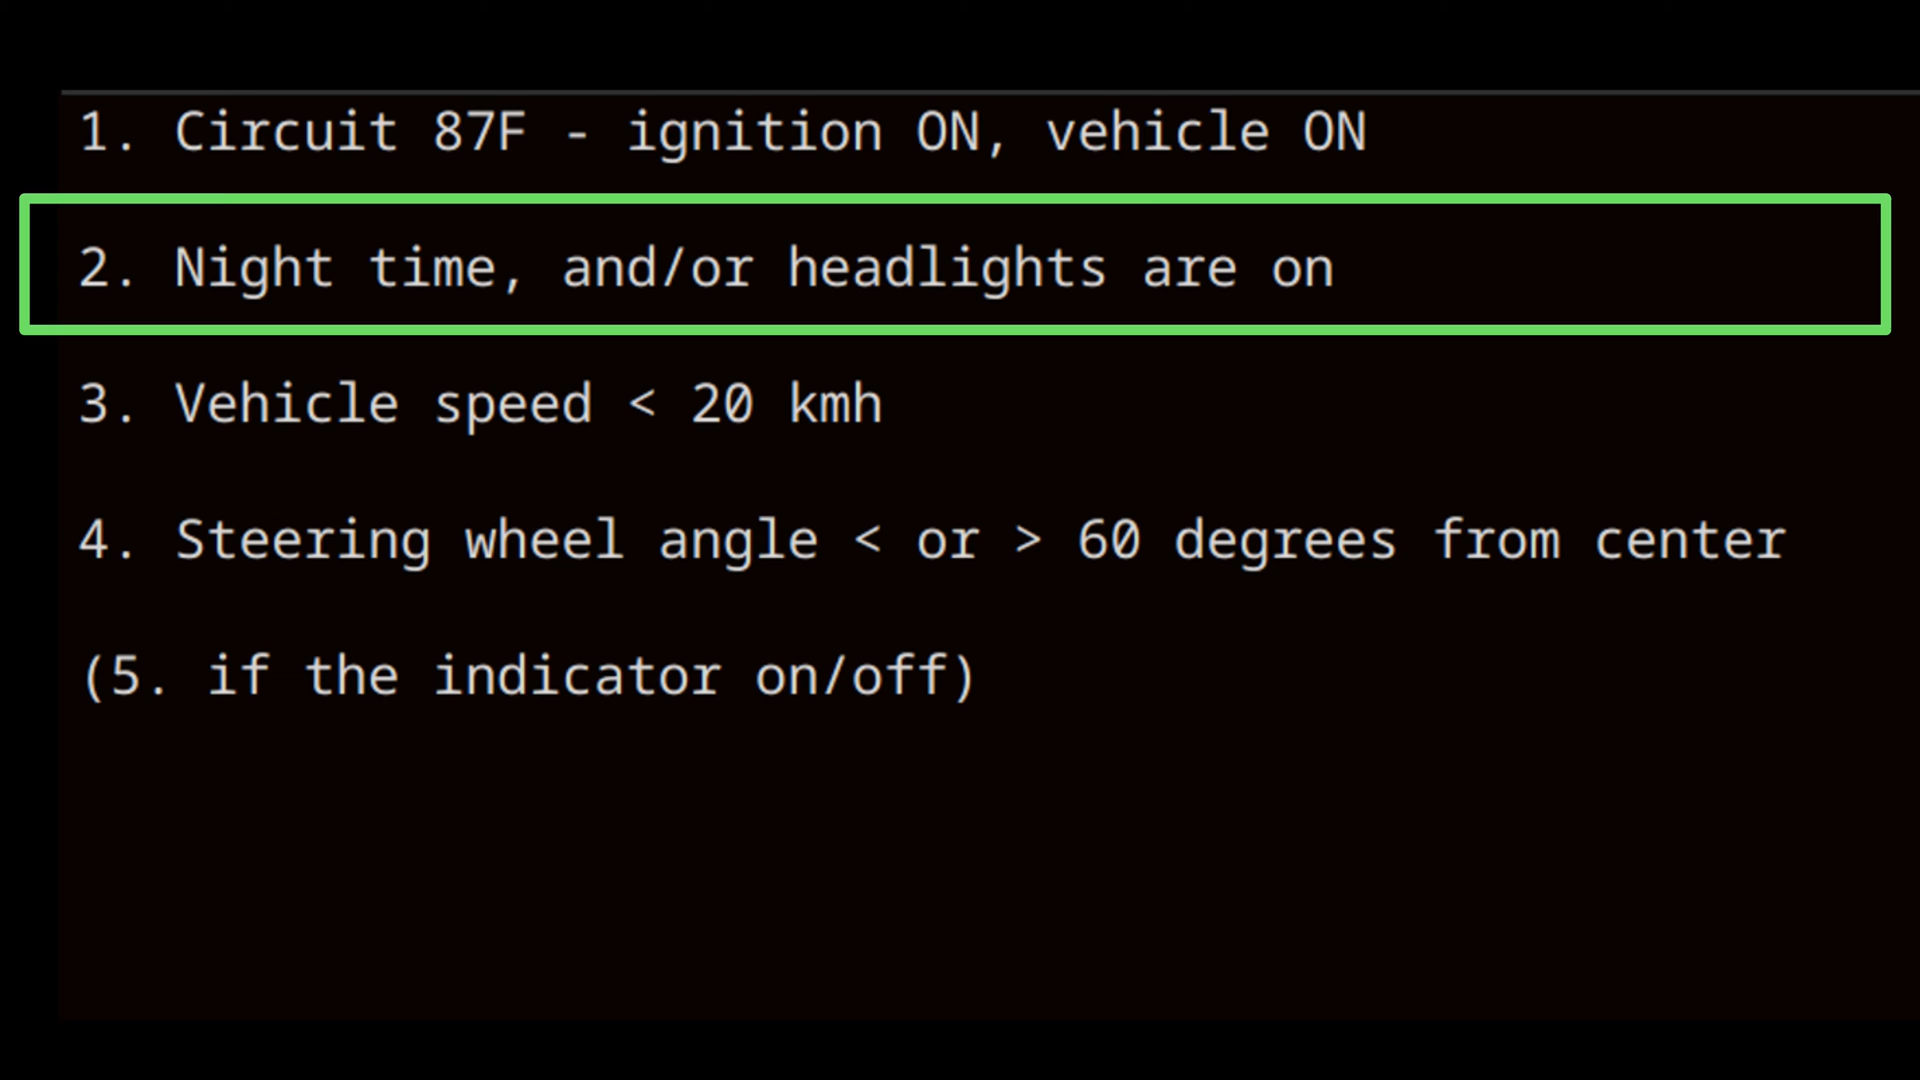 1. Circuit 87F - ignition ON, vehicle ON
2. Night time, and/or headlights are on
3. Vehicle speed < 20 kmh
4. Steering wheel angle < or > 60 degrees from center
(5. if the indicator on/off)